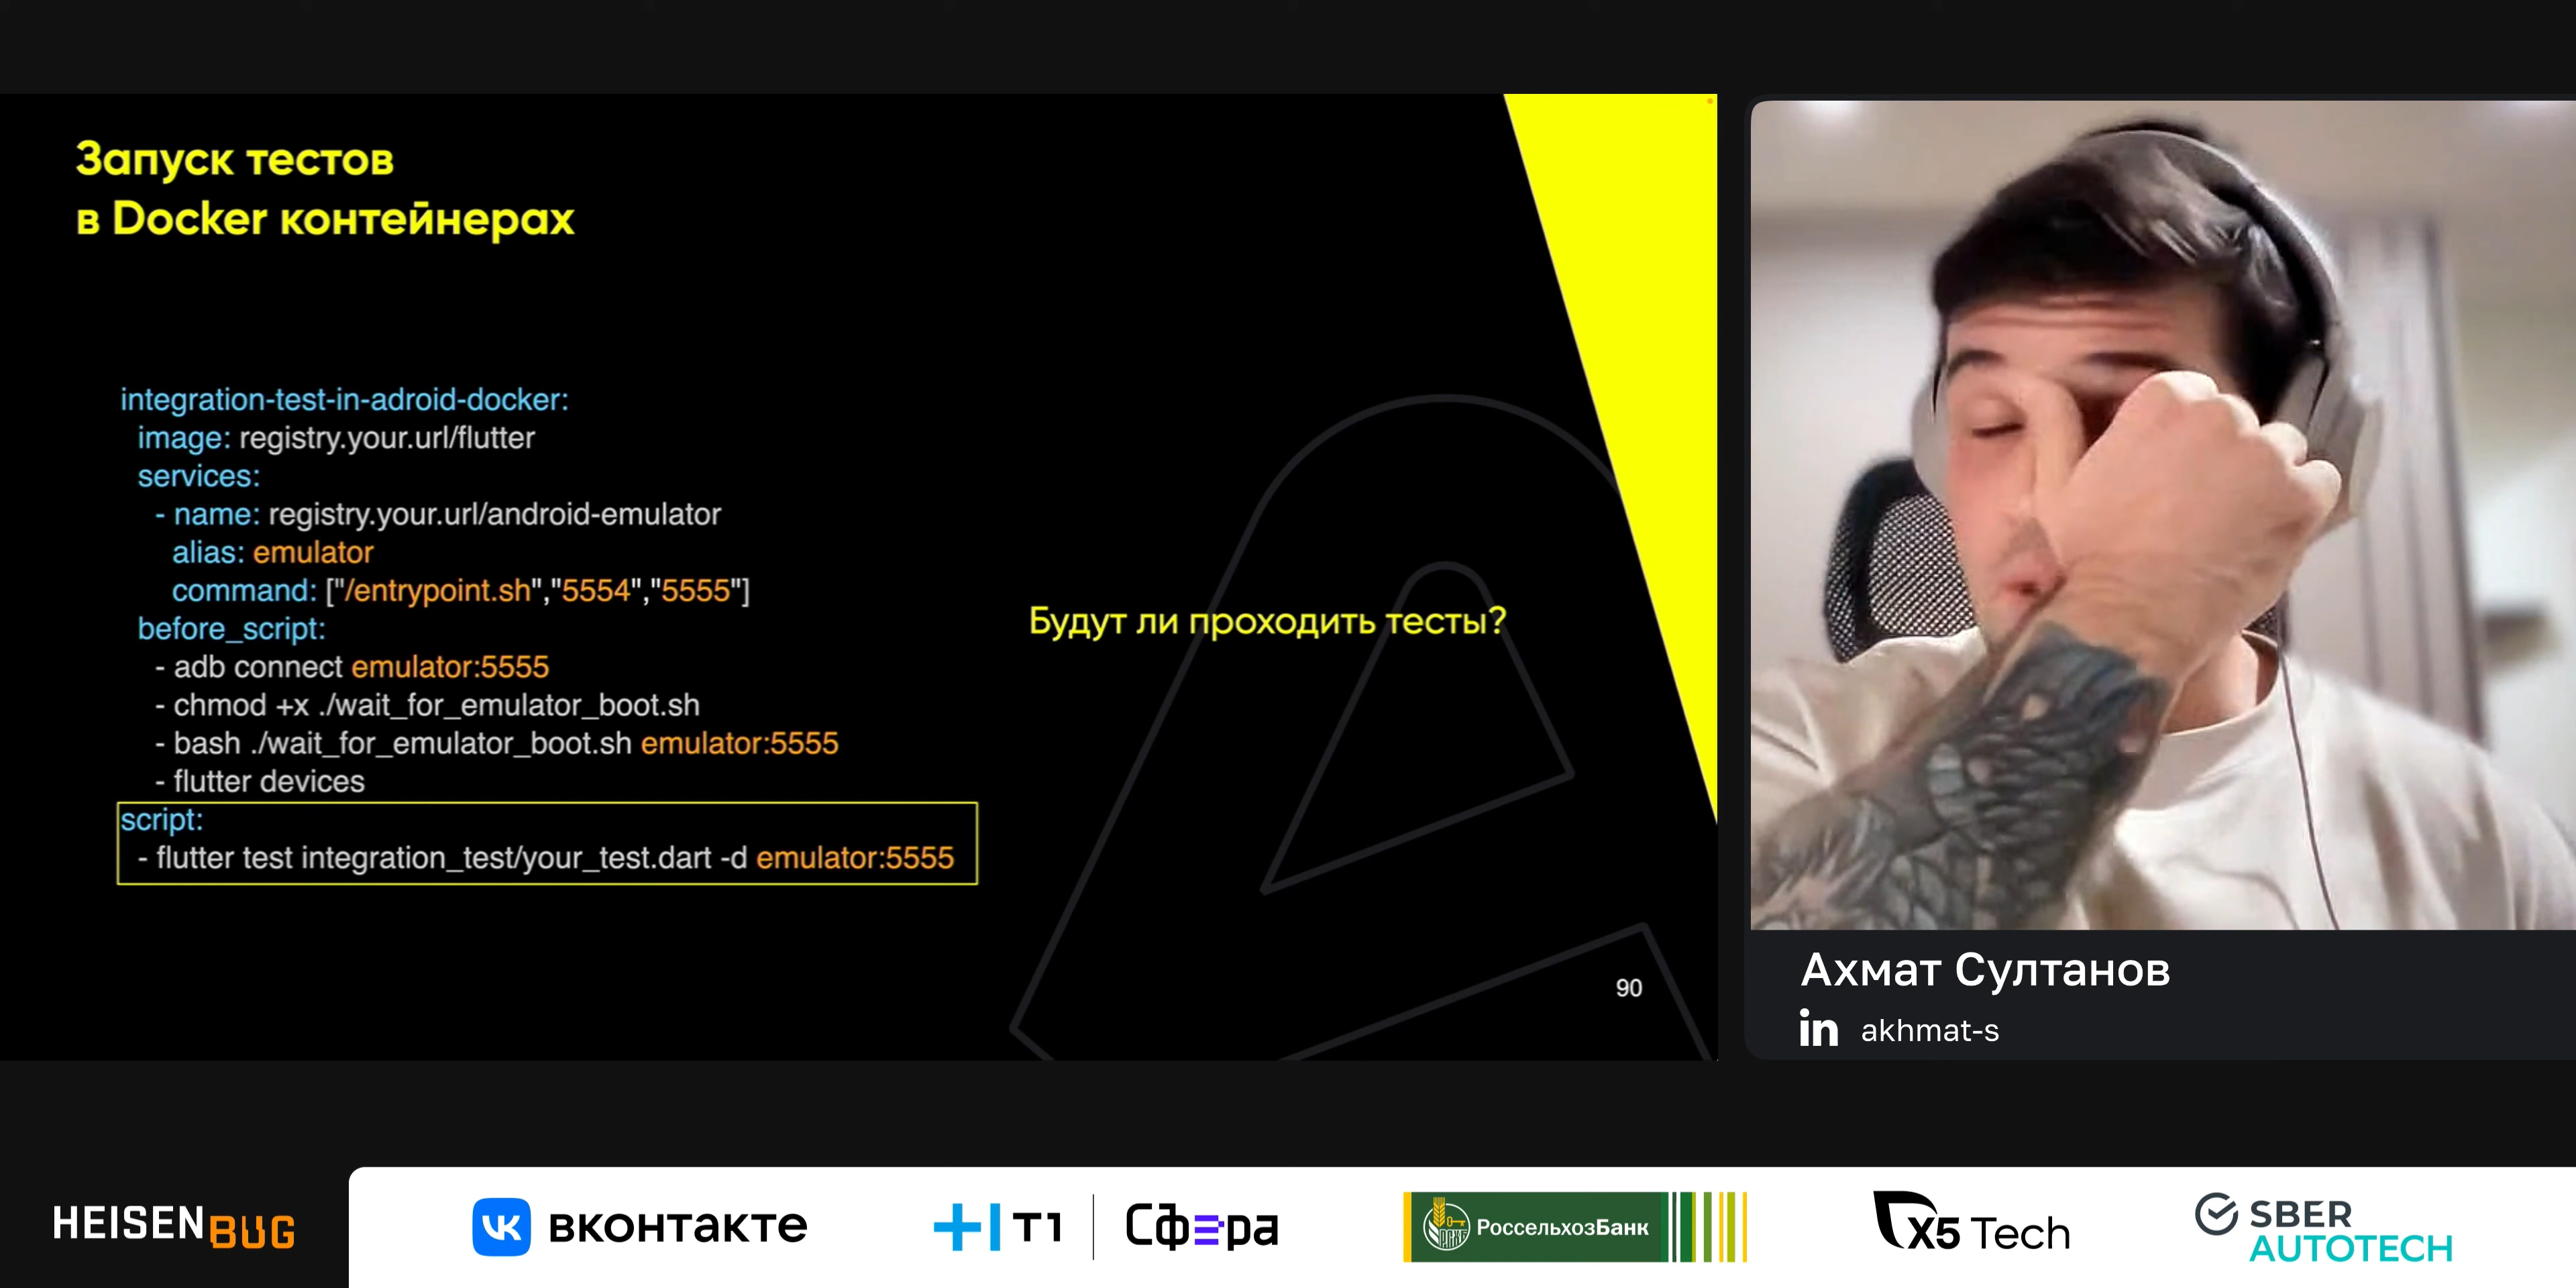 Запуск тестов
в Docker контейнерах
integration-test-in-adroid-docker:
image: registry.your.url/flutter
services:
- name: registry.your.url/android-emulator
alias: emulator
command: ["/entrypoint.sh","5554","5555"]
before_script:
- adb connect emulator:5555
- chmod +x ./wait_for_emulator_boot.sh
- bash ./wait_for_emulator_boot.sh emulator:5555
- flutter devices
script:
- flutter test integration_test/your_test.dart -d emulator:5555
Будут ли проходить тесты?
90
Ахмат Султанов
in akhmat-s
HEISENBUG
вконтакте
T1
Сфера
РоссельхозБанк
X5 Tech
SBER
AUTOTECH